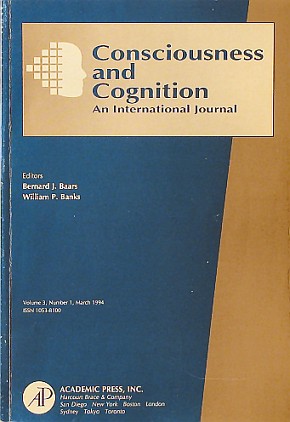 Consciousness
and
Cognition
An International Journal
Editors
Bernard J. Baars
William P. Banks
Volume 3, Number 1, March 1994
ISSN 1053-8100
AP
ACADEMIC PRESS, INC.
Harcourt Brace & Company
San Diego New York Boston London
Sydney Tokyo Toronto